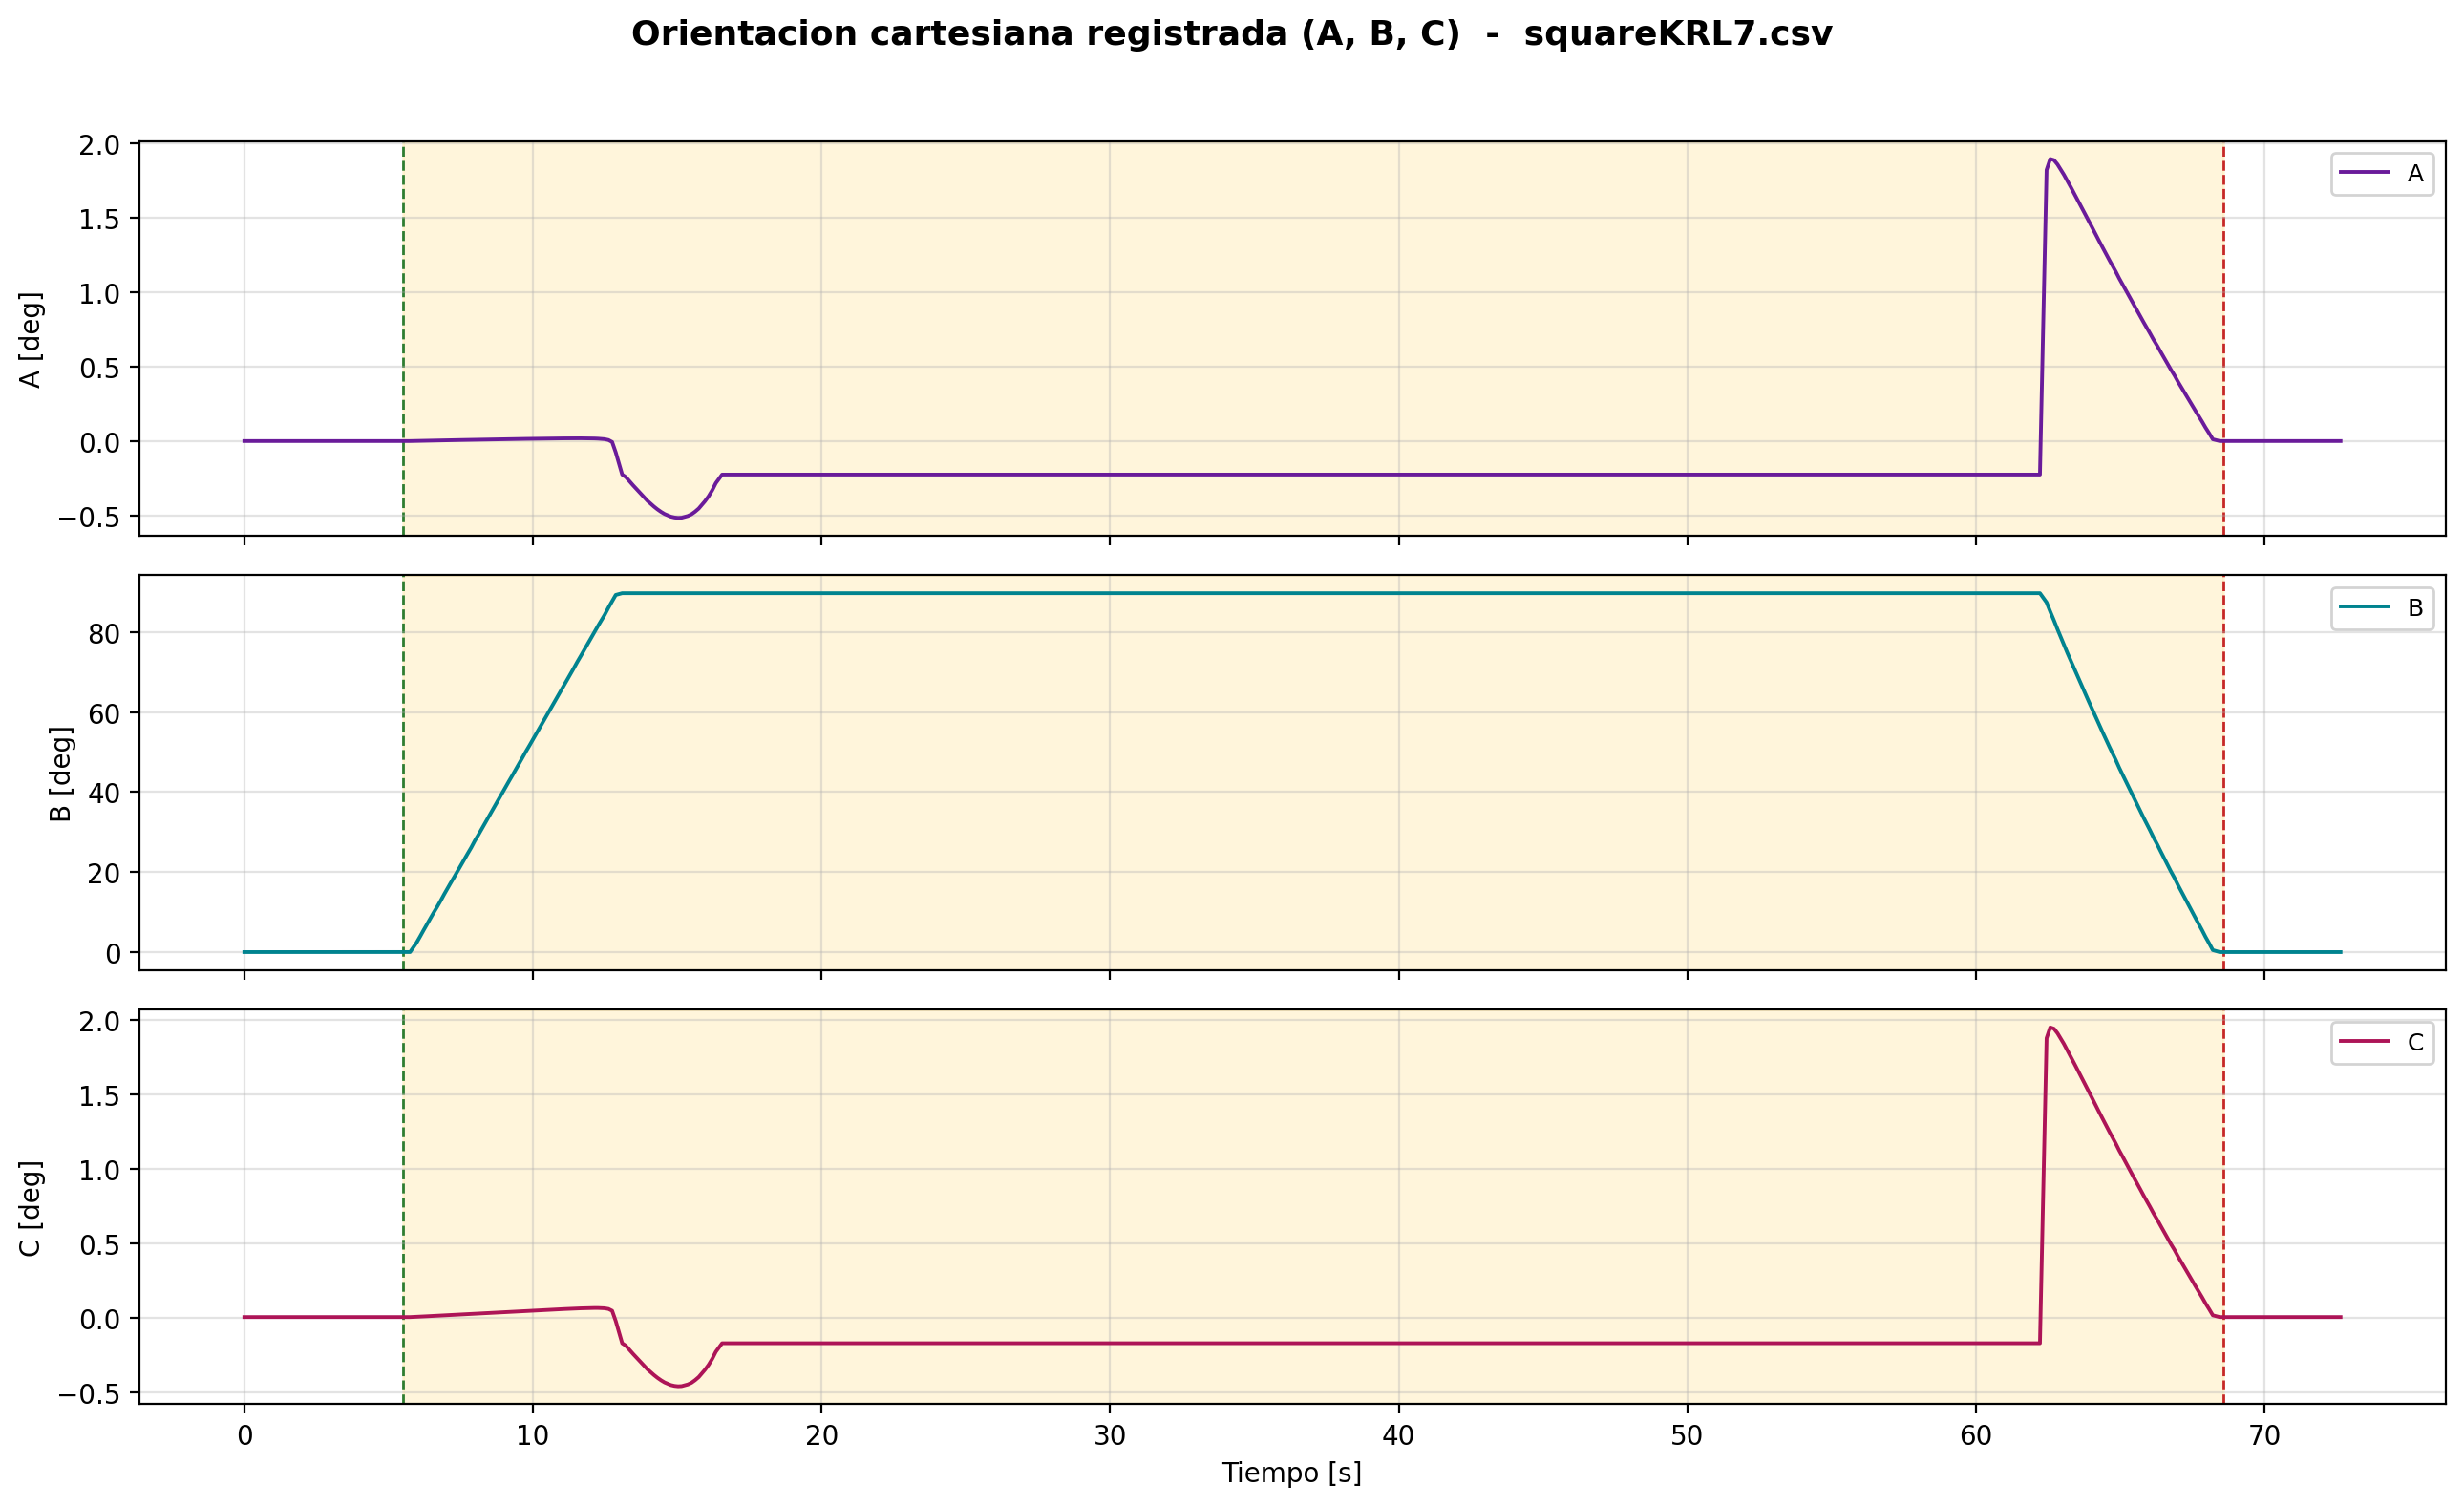 Orientacion cartesiana registrada (A, B, C)  -  squareKRL7.csv
2.0
1.5
1.0
0.5
0.0
−0.5
A [deg]
A
80
60
40
20
0
B [deg]
B
2.0
1.5
1.0
0.5
0.0
−0.5
C [deg]
C
0 10 20 30 40 50 60 70
Tiempo [s]